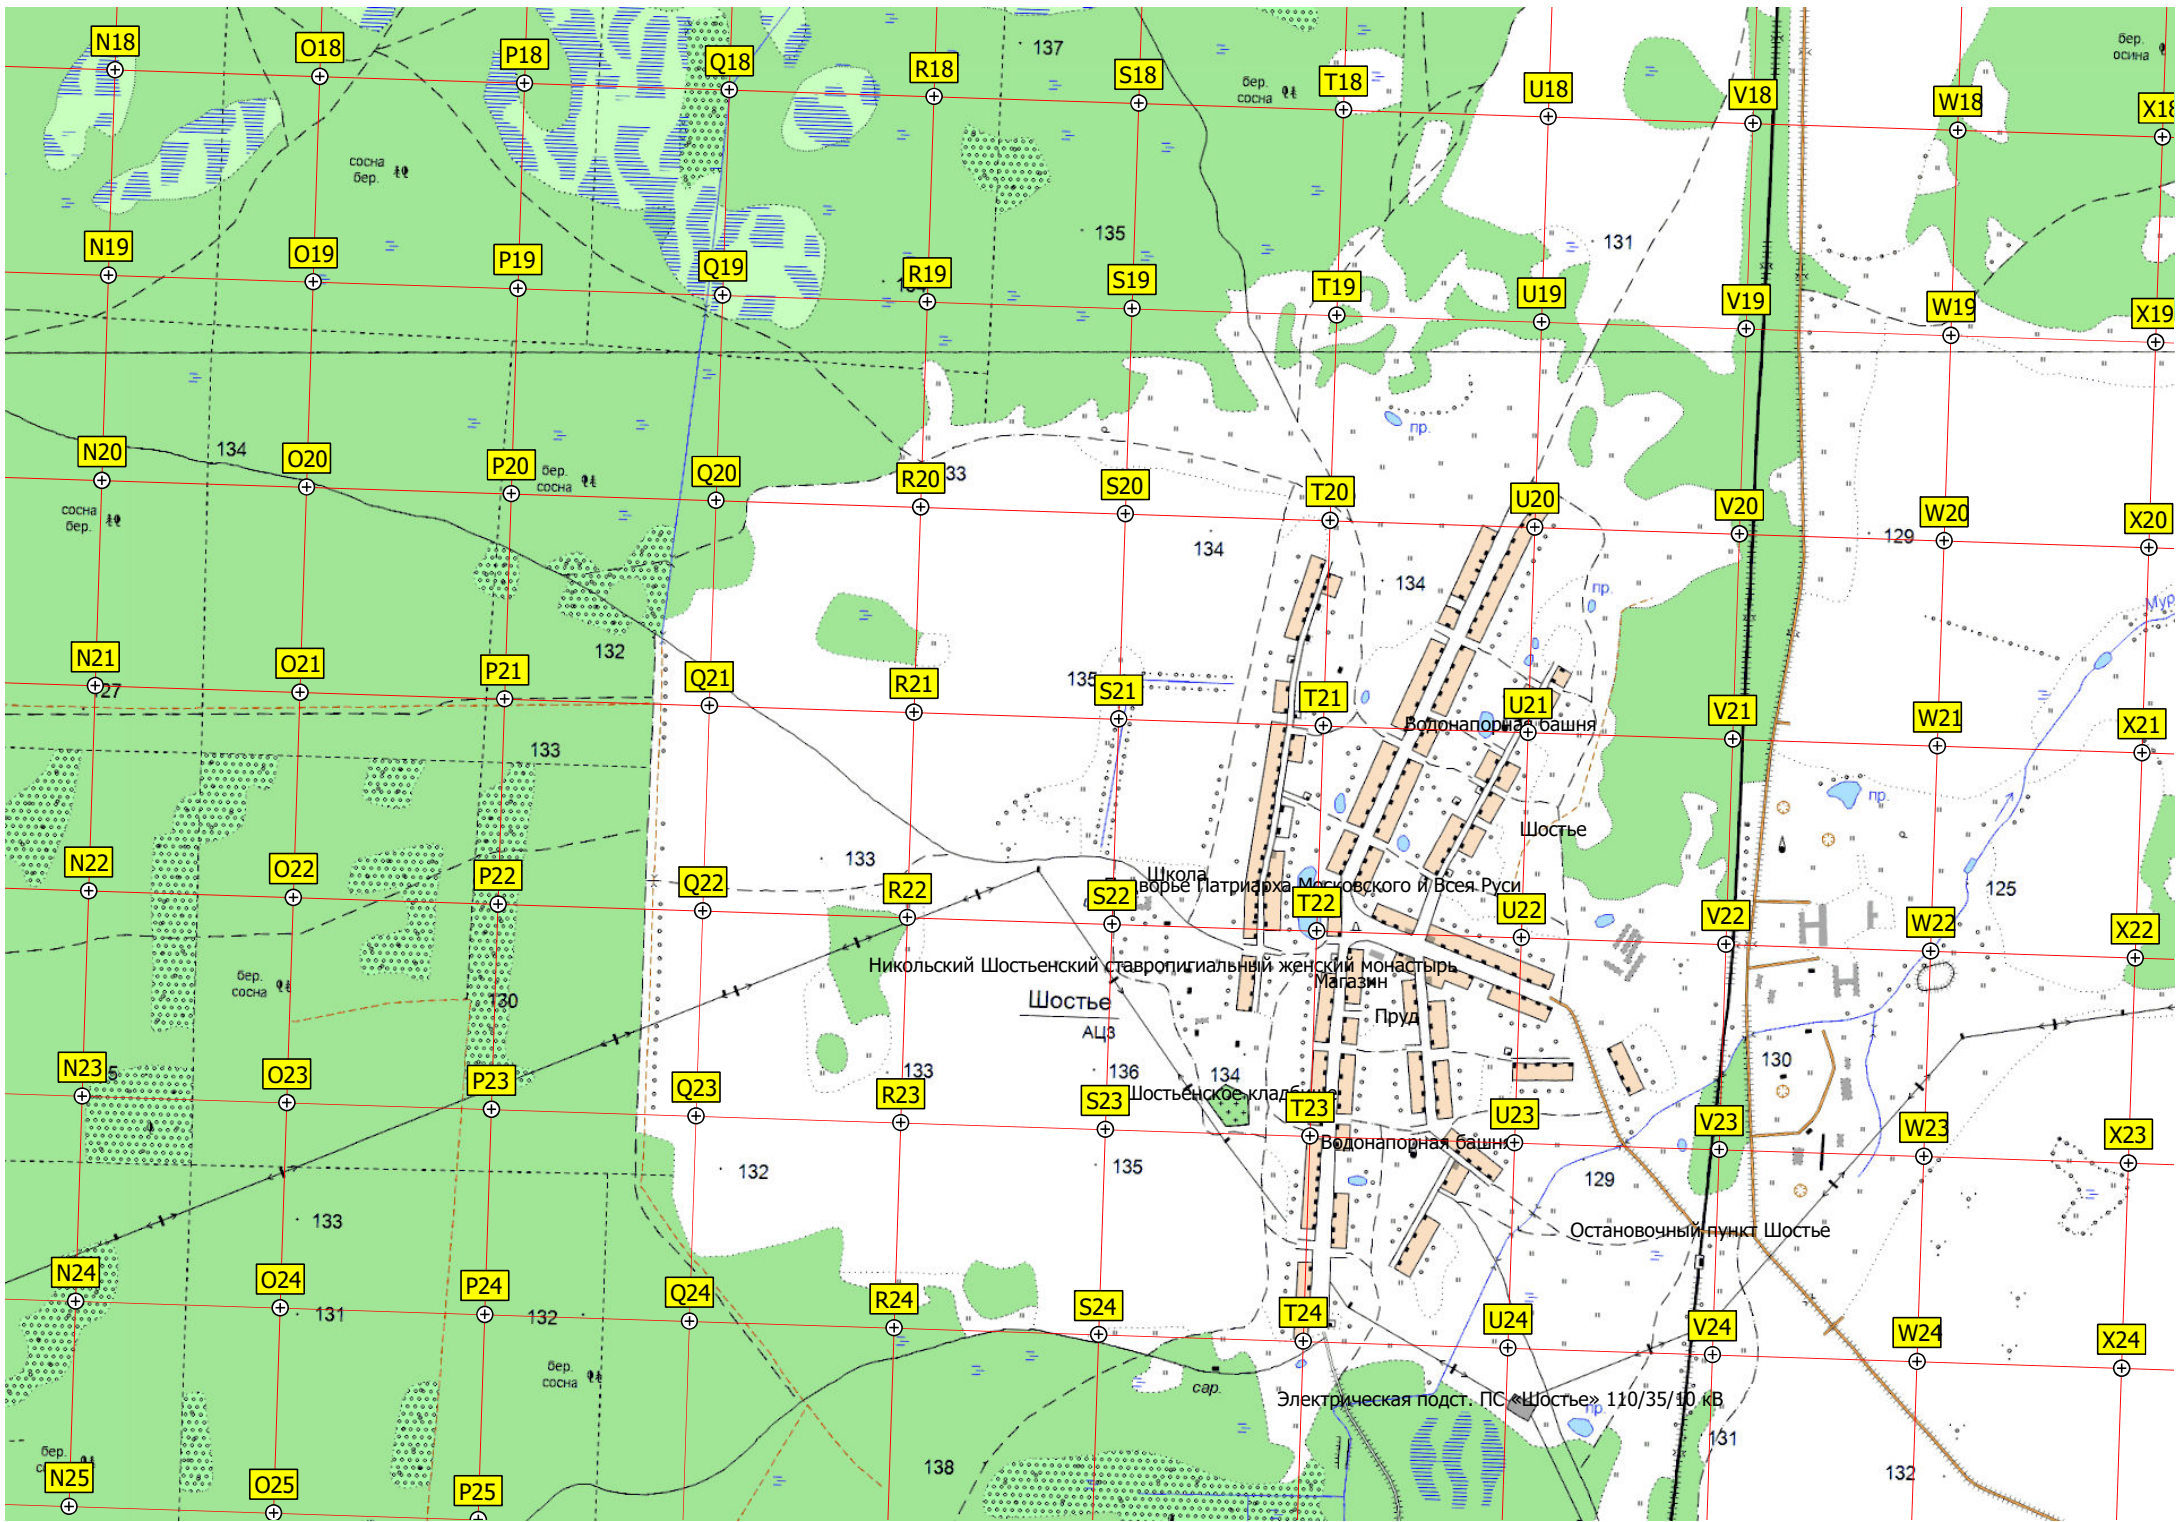 N18
O18
P18
Q18
R18
S18
T18
U18
V18
W18
137
бер.
сосна
бер.
осина
сосна
бер.
135
131
N19
O19
P19
Q19
R19
S19
T19
U19
V19
W19
X19
пр.
134
N20
O20
P20
Q20
R20
33
S20
T20
U20
V20
W20
X20
бер.
сосна
сосна
бер.
134
129
134
пр.
132
N21
O21
P21
Q21
R21
135
S21
T21
U21
V21
W21
X21
Водонапорная башня
133
пр.
Шостье
133
125
N22
O22
P22
Q22
R22
S22
T22
U22
V22
W22
X22
Школа
Патриарха Московского и Всея Руси
Никольский Шостьенский ставропигиальный женский монастырь
Магазин
бер.
сосна
130
Шостье
АЦЗ
Пруд
130
133
136
134
N23
O23
P23
Q23
R23
S23
T23
U23
V23
W23
X23
Водонапорная башня
132
135
129
133
Остановочный пункт Шостье
N24
O24
P24
Q24
R24
S24
T24
U24
V24
W24
X24
131
132
бер.
сосна
сар.
Электрическая подст. ПС «Шостье» 110/35/10 кВ
пр.
131
бер.
138
132
N25
O25
P25